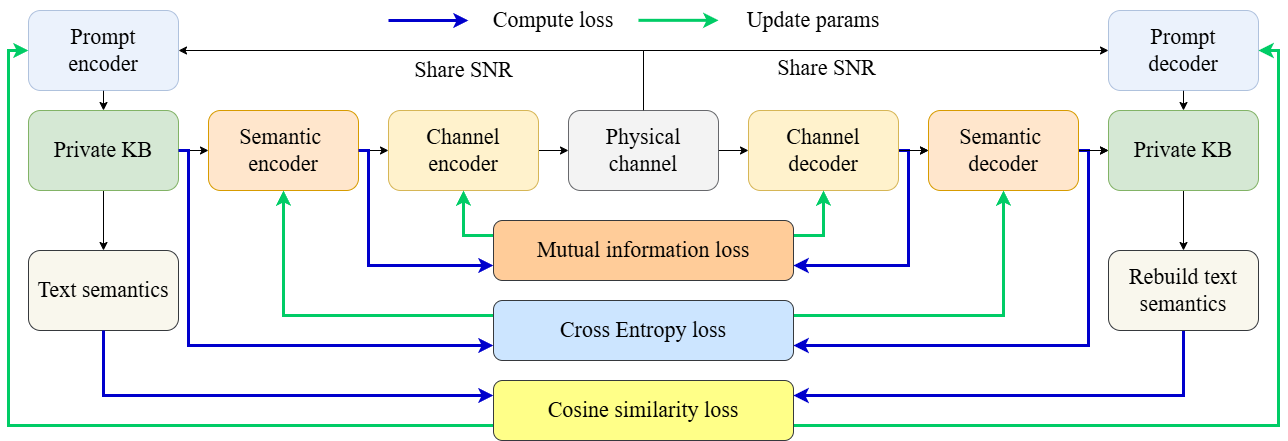 Compute loss
Update params
Prompt
encoder
Share SNR
Share SNR
Prompt
decoder
Private KB
Semantic
encoder
Channel
encoder
Physical
channel
Channel
decoder
Semantic
decoder
Private KB
Mutual information loss
Text semantics
Rebuild text
semantics
Cross Entropy loss
Cosine similarity loss